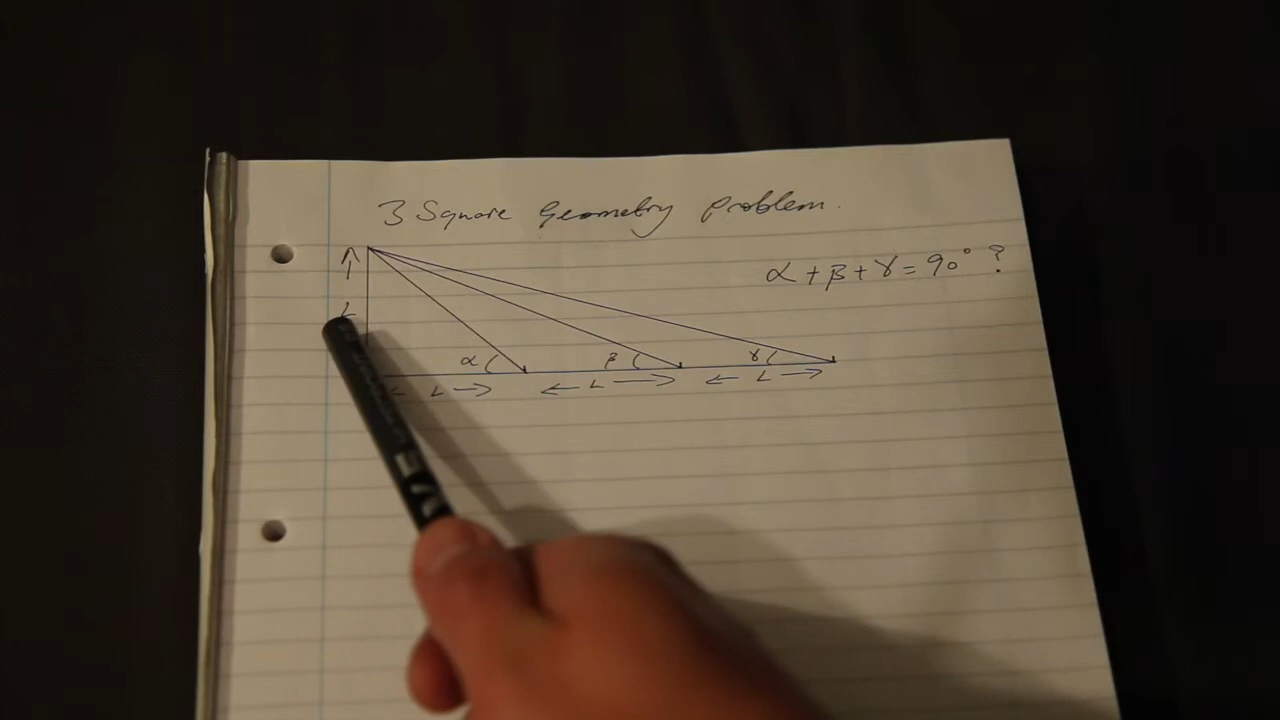 3 Square Geometry Problem.
α + β + γ = 90° ?
L
α β γ
L L L